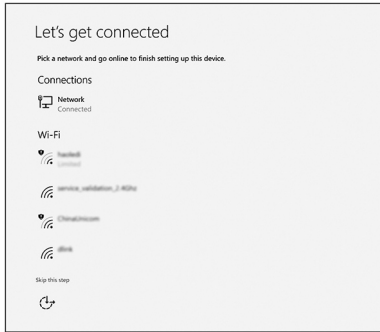 Let's get connected
Pick a network and go online to finish setting up this device.
Connections
Network
Connected
Wi-Fi
Limited
service_validation_2.4Ghz
ChinaUnicom
dlink
Skip this step